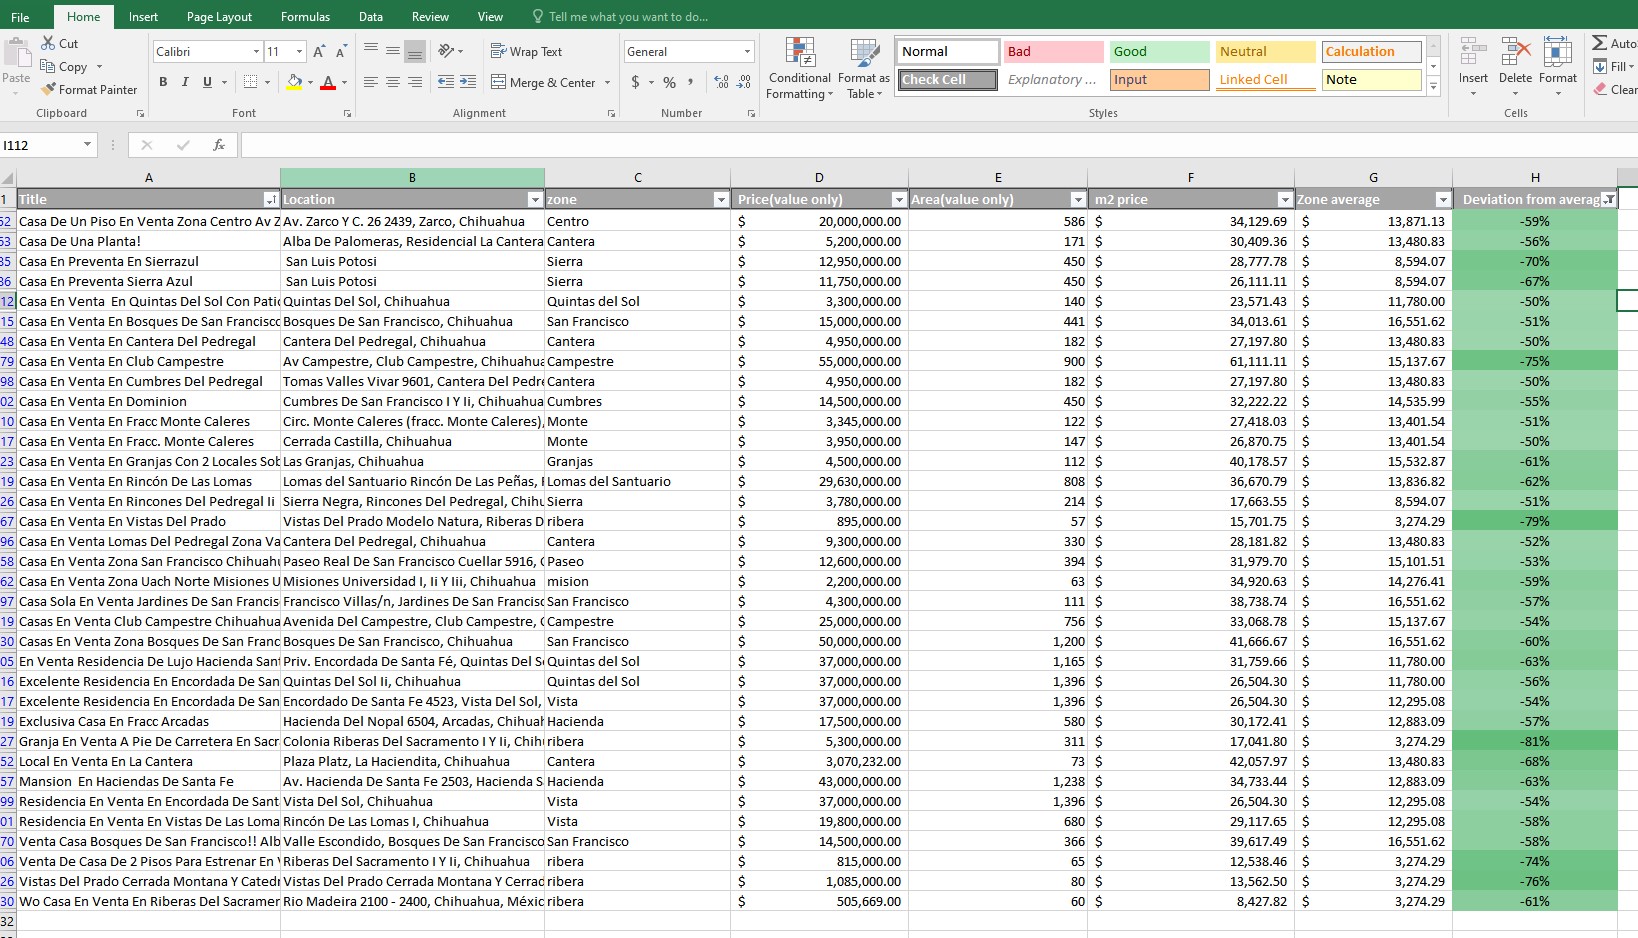 File Home Insert Page Layout Formulas Data Review View Tell me what you want to do...
Cut
Copy
Format Painter
Paste
Clipboard
Calibri 11
B I U
Font
Wrap Text
Merge & Center
Alignment
General
$ % ,
Number
Conditional Formatting
Format as Table
Normal Bad Good Neutral Calculation
Check Cell Explanatory ... Input Linked Cell Note
Styles
Insert Delete Format
Cells
Auto
Fill
Clear
I112 fx
A B C D E F G H
1 Title Location zone Price(value only) Area(value only) m2 price Zone average Deviation from averag
52 Casa De Un Piso En Venta Zona Centro Av Z Av. Zarco Y C. 26 2439, Zarco, Chihuahua Centro $ 20,000,000.00 586 $ 34,129.69 $ 13,871.13 -59%
53 Casa De Una Planta! Alba De Palomeras, Residencial La Cantera Cantera $ 5,200,000.00 171 $ 30,409.36 $ 13,480.83 -56%
35 Casa En Preventa En Sierrazul San Luis Potosi Sierra $ 12,950,000.00 450 $ 28,777.78 $ 8,594.07 -70%
36 Casa En Preventa Sierra Azul San Luis Potosi Sierra $ 11,750,000.00 450 $ 26,111.11 $ 8,594.07 -67%
12 Casa En Venta En Quintas Del Sol Con Patio Quintas Del Sol, Chihuahua Quintas del Sol $ 3,300,000.00 140 $ 23,571.43 $ 11,780.00 -50%
15 Casa En Venta En Bosques De San Francisco Bosques De San Francisco, Chihuahua San Francisco $ 15,000,000.00 441 $ 34,013.61 $ 16,551.62 -51%
48 Casa En Venta En Cantera Del Pedregal Cantera Del Pedregal, Chihuahua Cantera $ 4,950,000.00 182 $ 27,197.80 $ 13,480.83 -50%
79 Casa En Venta En Club Campestre Av Campestre, Club Campestre, Chihuahua Campestre $ 55,000,000.00 900 $ 61,111.11 $ 15,137.67 -75%
98 Casa En Venta En Cumbres Del Pedregal Tomas Valles Vivar 9601, Cantera Del Pedre Cantera $ 4,950,000.00 182 $ 27,197.80 $ 13,480.83 -50%
02 Casa En Venta En Dominion Cumbres De San Francisco I Y Ii, Chihuahua Cumbres $ 14,500,000.00 450 $ 32,222.22 $ 14,535.99 -55%
10 Casa En Venta En Fracc Monte Caleres Circ. Monte Caleres (fracc. Monte Caleres), Monte $ 3,345,000.00 122 $ 27,418.03 $ 13,401.54 -51%
17 Casa En Venta En Fracc. Monte Caleres Cerrada Castilla, Chihuahua Monte $ 3,950,000.00 147 $ 26,870.75 $ 13,401.54 -50%
23 Casa En Venta En Granjas Con 2 Locales Sob Las Granjas, Chihuahua Granjas $ 4,500,000.00 112 $ 40,178.57 $ 15,532.87 -61%
19 Casa En Venta En Rincón De Las Lomas Lomas del Santuario Rincón De Las Peñas, Lomas del Santuario $ 29,630,000.00 808 $ 36,670.79 $ 13,836.82 -62%
26 Casa En Venta En Rincones Del Pedregal Ii Sierra Negra, Rincones Del Pedregal, Chihu Sierra $ 3,780,000.00 214 $ 17,663.55 $ 8,594.07 -51%
67 Casa En Venta En Vistas Del Prado Vistas Del Prado Modelo Natura, Riberas D ribera $ 895,000.00 57 $ 15,701.75 $ 3,274.29 -79%
96 Casa En Venta Lomas Del Pedregal Zona Va Cantera Del Pedregal, Chihuahua Cantera $ 9,300,000.00 330 $ 28,181.82 $ 13,480.83 -52%
58 Casa En Venta Zona San Francisco Chihuahu Paseo Real De San Francisco Cuellar 5916, Paseo $ 12,600,000.00 394 $ 31,979.70 $ 15,101.51 -53%
62 Casa En Venta Zona Uach Norte Misiones U Misiones Universidad I, Ii Y Iii, Chihuahua mision $ 2,200,000.00 63 $ 34,920.63 $ 14,276.41 -59%
97 Casa Sola En Venta Jardines De San Francis Francisco Villas/n, Jardines De San Francisc San Francisco $ 4,300,000.00 111 $ 38,738.74 $ 16,551.62 -57%
19 Casas En Venta Club Campestre Chihuahua Avenida Del Campestre, Club Campestre, Campestre $ 25,000,000.00 756 $ 33,068.78 $ 15,137.67 -54%
30 Casas En Venta Zona Bosques De San Franc Bosques De San Francisco, Chihuahua San Francisco $ 50,000,000.00 1,200 $ 41,666.67 $ 16,551.62 -60%
05 En Venta Residencia De Lujo Hacienda Sant Priv. Encordada De Santa Fé, Quintas Del S Quintas del Sol $ 37,000,000.00 1,165 $ 31,759.66 $ 11,780.00 -63%
16 Excelente Residencia En Encordada De San Quintas Del Sol Ii, Chihuahua Quintas del Sol $ 37,000,000.00 1,396 $ 26,504.30 $ 11,780.00 -56%
17 Excelente Residencia En Encordada De San Encordado De Santa Fe 4523, Vista Del Sol, Vista $ 37,000,000.00 1,396 $ 26,504.30 $ 12,295.08 -54%
19 Exclusiva Casa En Fracc Arcadas Hacienda Del Nopal 6504, Arcadas, Chihuah Hacienda $ 17,500,000.00 580 $ 30,172.41 $ 12,883.09 -57%
27 Granja En Venta A Pie De Carretera En Sacr Colonia Riberas Del Sacramento I Y Ii, Chih ribera $ 5,300,000.00 311 $ 17,041.80 $ 3,274.29 -81%
52 Local En Venta En La Cantera Plaza Platz, La Haciendita, Chihuahua Cantera $ 3,070,232.00 73 $ 42,057.97 $ 13,480.83 -68%
57 Mansion En Haciendas De Santa Fe Av. Hacienda De Santa Fe 2503, Hacienda S Hacienda $ 43,000,000.00 1,238 $ 34,733.44 $ 12,883.09 -63%
99 Residencia En Venta En Encordada De Sant Vista Del Sol, Chihuahua Vista $ 37,000,000.00 1,396 $ 26,504.30 $ 12,295.08 -54%
01 Residencia En Venta En Vistas De Las Loma Rincón De Las Lomas I, Chihuahua Vista $ 19,800,000.00 680 $ 29,117.65 $ 12,295.08 -58%
70 Venta Casa Bosques De San Francisco!! Alb Valle Escondido, Bosques De San Francisco San Francisco $ 14,500,000.00 366 $ 39,617.49 $ 16,551.62 -58%
06 Venta De Casa De 2 Pisos Para Estrenar En Riberas Del Sacramento I Y Ii, Chihuahua ribera $ 815,000.00 65 $ 12,538.46 $ 3,274.29 -74%
26 Vistas Del Prado Cerrada Montana Y Catedr Vistas Del Prado Cerrada Montana Y Cerrad ribera $ 1,085,000.00 80 $ 13,562.50 $ 3,274.29 -76%
30 Wo Casa En Venta En Riberas Del Sacramer Rio Madeira 2100 - 2400, Chihuahua, Méxic ribera $ 505,669.00 60 $ 8,427.82 $ 3,274.29 -61%
32